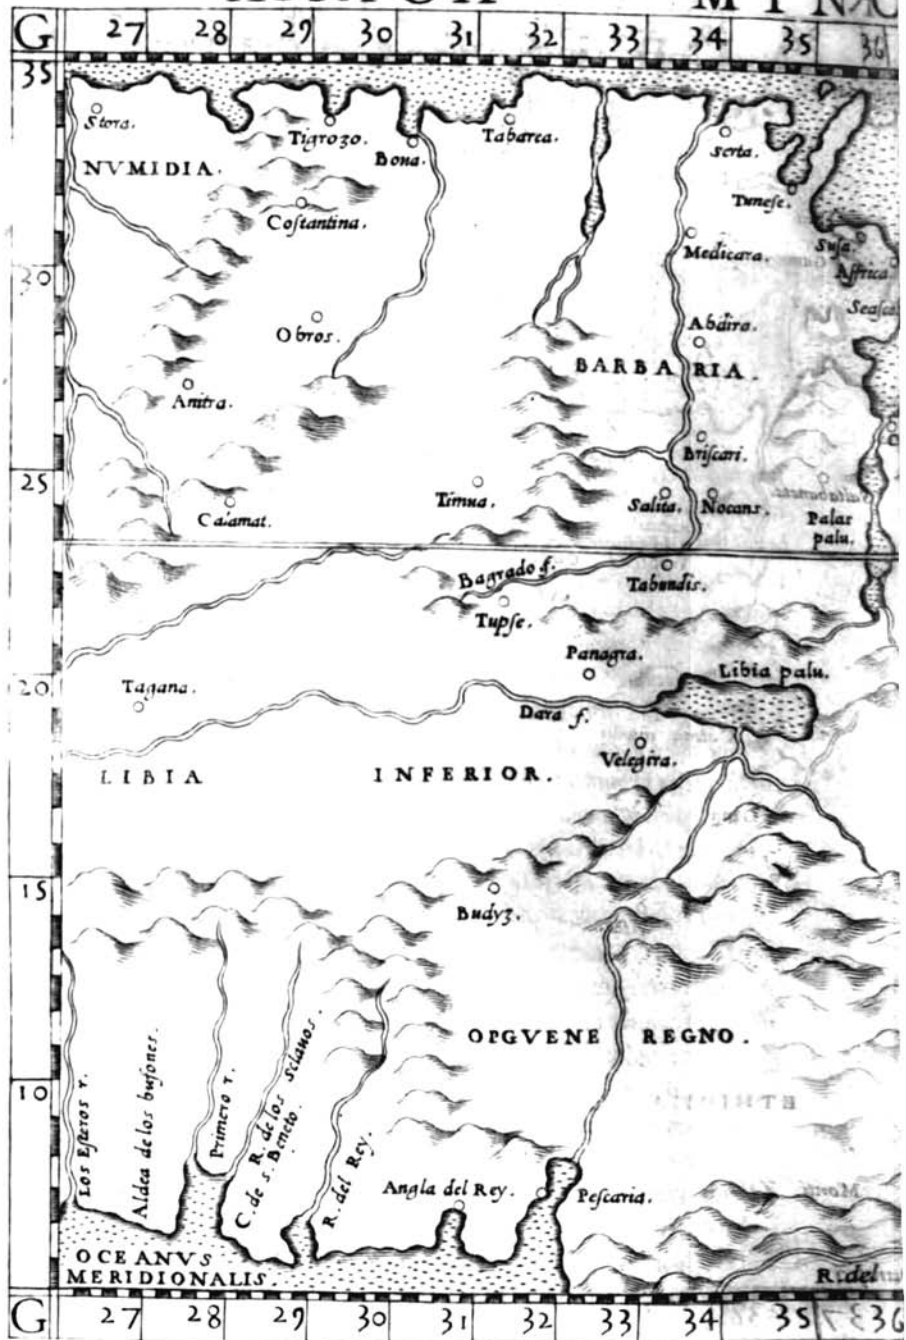 G 27 28 29 30 31 32 33 34 35 36
35
Stora.
Tigrozo.
Bona.
Tabarca.
Serta.
Tunese.
NVMIDIA.
Costantina.
Medicara.
Susa.
Affrica
30
Obros.
Abdira.
BARBARIA.
Amtra.
Briscari.
25
Calamat.
Timua.
Salita.
Nocans.
Palas
palu.
Bagrado f.
Tabundis.
Tupse.
Panagra.
20
Tagana.
Libia palu.
Dara f.
Velegira.
LIBIA INFERIOR.
15
Budyz.
OPGVENE REGNO.
10
Los Esteros r.
Aldea de los bufones.
Primero r.
R. de los sclauos.
C. de s. Beneto.
R. del Rey.
Angla del Rey.
Pescaria.
OCEANVS
MERIDIONALIS.
G 27 28 29 30 31 32 33 34 35 36